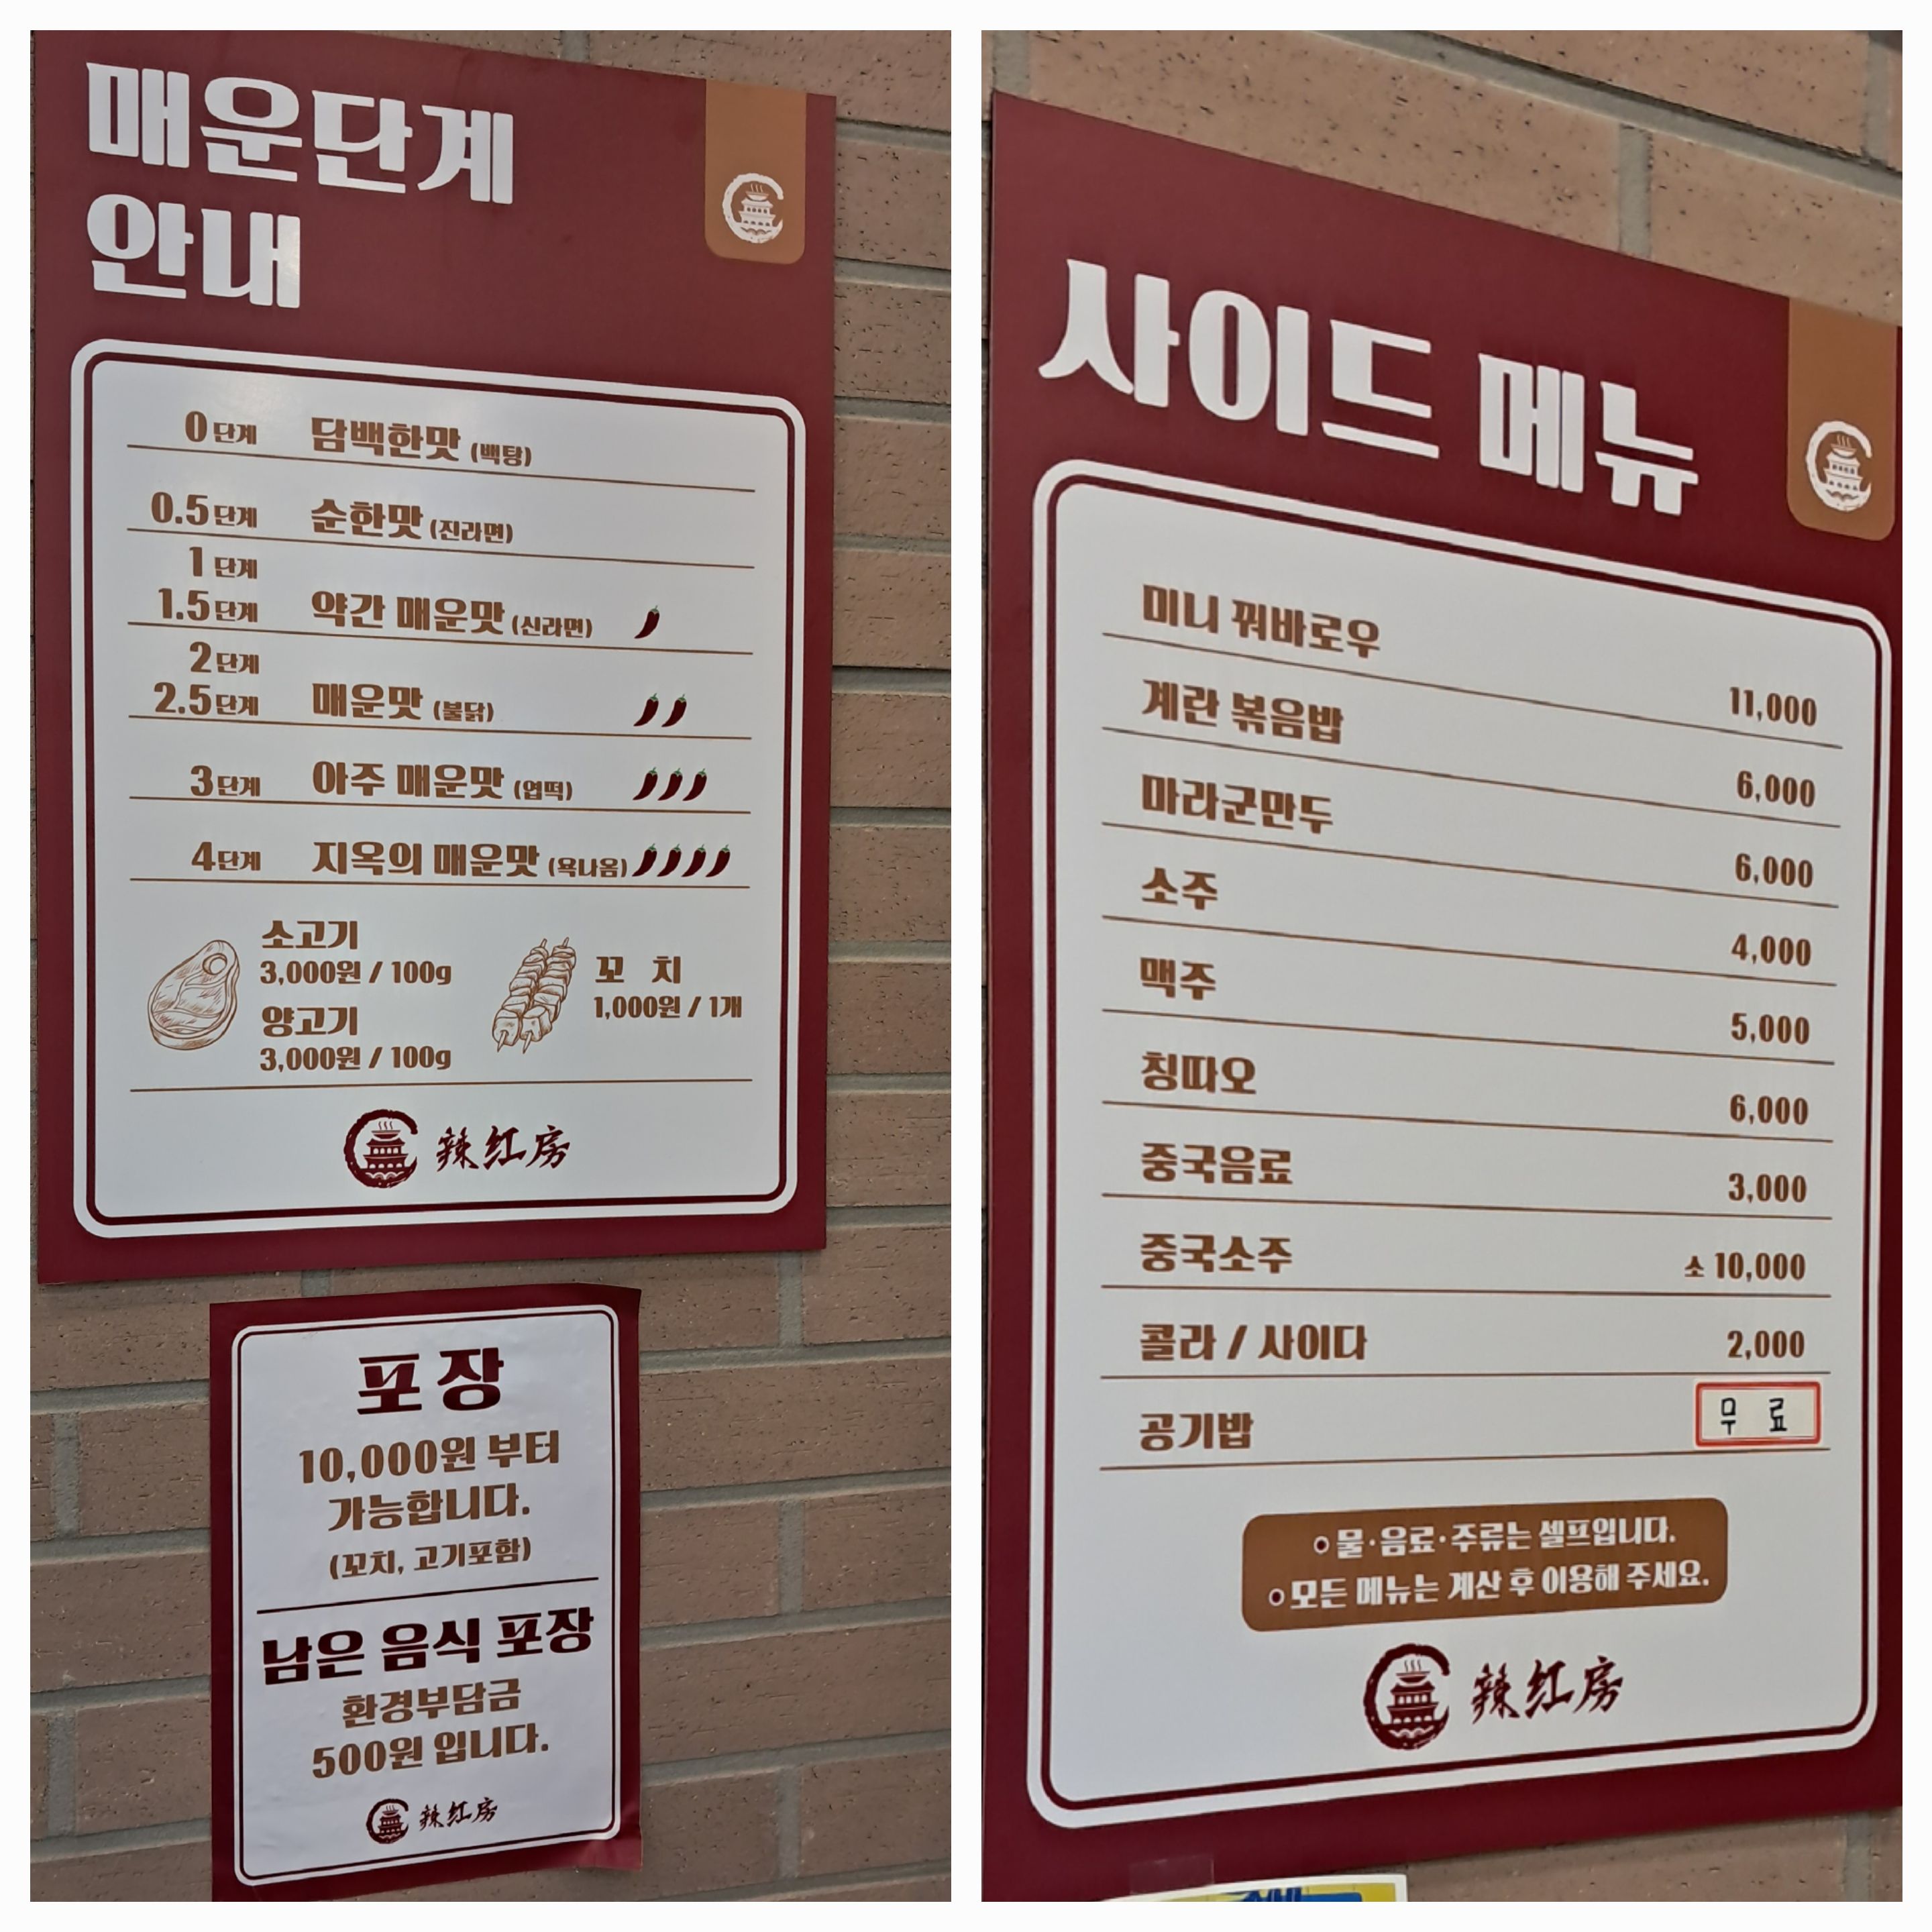 매운단계
안내
0단계 담백한맛 (백탕)
0.5단계 순한맛 (진라면)
1단계
1.5단계 약간 매운맛 (신라면)
2단계
2.5단계 매운맛 (불닭)
3단계 아주 매운맛 (엽떡)
4단계 지옥의 매운맛 (욕나옴)
소고기
3,000원 / 100g
양고기
3,000원 / 100g
꼬 치
1,000원 / 1개
辣红房
포장
10,000원 부터
가능합니다.
(꼬치, 고기포함)
남은 음식 포장
환경부담금
500원 입니다.
辣红房
사이드 메뉴
미니 꿔바로우 11,000
계란 볶음밥 6,000
마라군만두 6,000
소주 4,000
맥주 5,000
칭따오 6,000
중국음료 3,000
중국소주 소 10,000
콜라 / 사이다 2,000
공기밥 무 료
• 물·음료·주류는 셀프입니다.
• 모든 메뉴는 계산 후 이용해 주세요.
辣红房